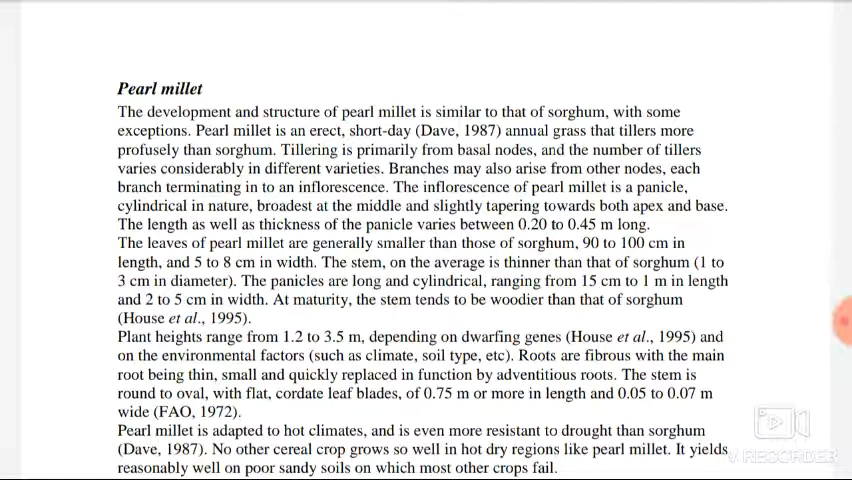 Pearl millet
The development and structure of pearl millet is similar to that of sorghum, with some
exceptions. Pearl millet is an erect, short-day (Dave, 1987) annual grass that tillers more
profusely than sorghum. Tillering is primarily from basal nodes, and the number of tillers
varies considerably in different varieties. Branches may also arise from other nodes, each
branch terminating in to an inflorescence. The inflorescence of pearl millet is a panicle,
cylindrical in nature, broadest at the middle and slightly tapering towards both apex and base.
The length as well as thickness of the panicle varies between 0.20 to 0.45 m long.
The leaves of pearl millet are generally smaller than those of sorghum, 90 to 100 cm in
length, and 5 to 8 cm in width. The stem, on the average is thinner than that of sorghum (1 to
3 cm in diameter). The panicles are long and cylindrical, ranging from 15 cm to 1 m in length
and 2 to 5 cm in width. At maturity, the stem tends to be woodier than that of sorghum
(House et al., 1995).
Plant heights range from 1.2 to 3.5 m, depending on dwarfing genes (House et al., 1995) and
on the environmental factors (such as climate, soil type, etc). Roots are fibrous with the main
root being thin, small and quickly replaced in function by adventitious roots. The stem is
round to oval, with flat, cordate leaf blades, of 0.75 m or more in length and 0.05 to 0.07 m
wide (FAO, 1972).
Pearl millet is adapted to hot climates, and is even more resistant to drought than sorghum
(Dave, 1987). No other cereal crop grows so well in hot dry regions like pearl millet. It yields
reasonably well on poor sandy soils on which most other crops fail.
V RECORDER